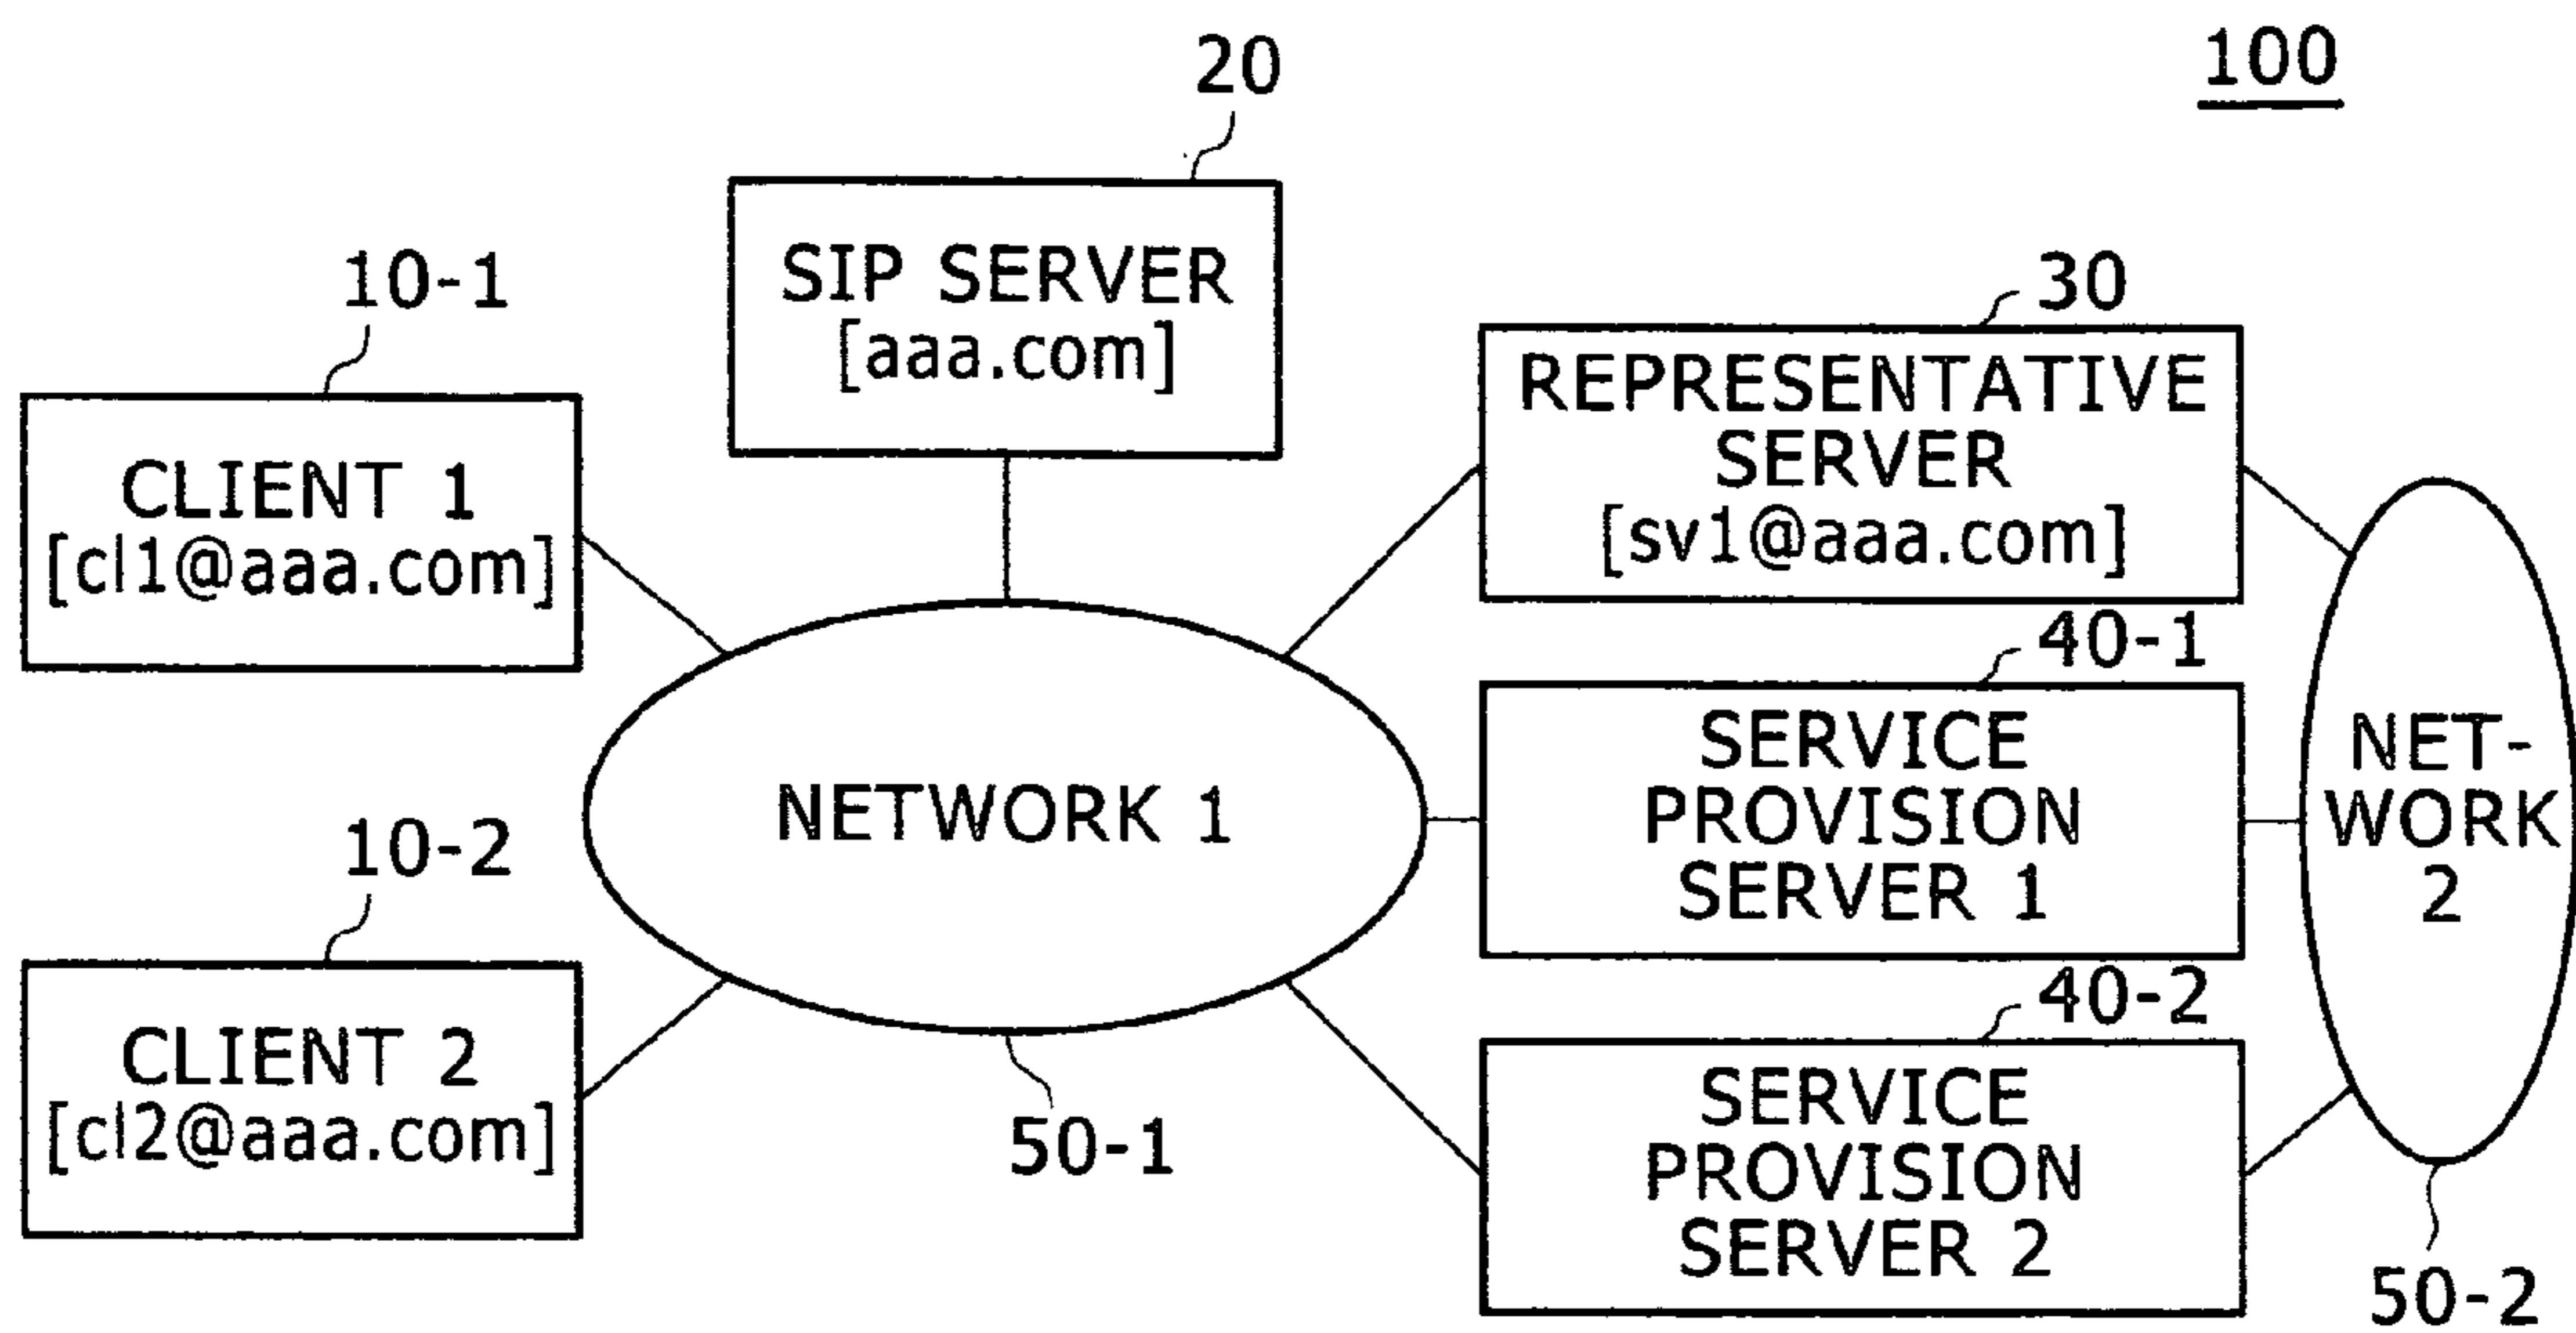 100
20
SIP SERVER
[aaa.com]
10-1
CLIENT 1
[cl1@aaa.com]
30
REPRESENTATIVE
SERVER
[sv1@aaa.com]
40-1
SERVICE
PROVISION
SERVER 1
NETWORK 1
NET-
WORK
2
10-2
CLIENT 2
[cl2@aaa.com]
50-1
40-2
SERVICE
PROVISION
SERVER 2
50-2